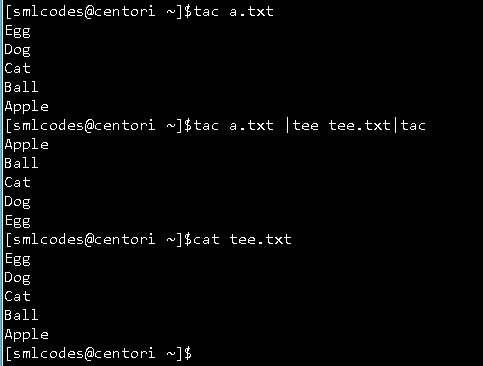 [smlcodes@centori ~]$tac a.txt
Egg
Dog
Cat
Ball
Apple
[smlcodes@centori ~]$tac a.txt |tee tee.txt|tac
Apple
Ball
Cat
Dog
Egg
[smlcodes@centori ~]$cat tee.txt
Egg
Dog
Cat
Ball
Apple
[smlcodes@centori ~]$